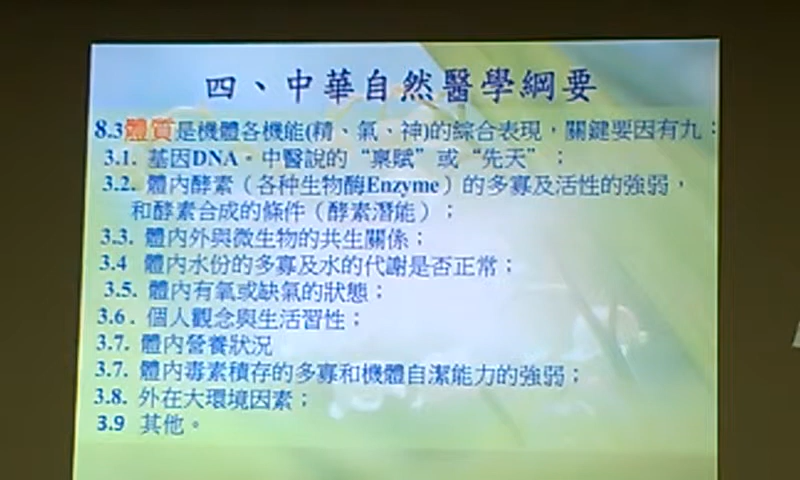 四、中華自然醫學綱要
8.3體質是機體各機能(精、氣、神)的綜合表現，關鍵要因有九：
3.1. 基因DNA。中醫說的“禀賦”或“先天”；
3.2. 體內酵素（各种生物酶Enzyme）的多寡及活性的強弱，
和酵素合成的條件（酵素潛能）；
3.3. 體內外與微生物的共生關係；
3.4 體內水份的多寡及水的代謝是否正常；
3.5. 體內有氧或缺氣的狀態；
3.6. 個人觀念與生活習性；
3.7. 體內營養狀況
3.7. 體內毒素積存的多寡和機體自潔能力的強弱；
3.8. 外在大環境因素；
3.9 其他。